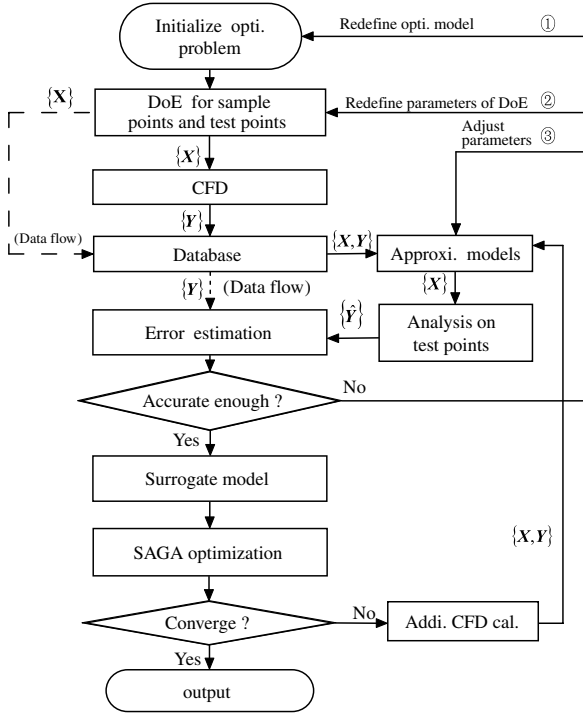 Initialize opti.
problem
Redefine opti. model ①
{X}
DoE for sample
points and test points
Redefine parameters of DoE ②
Adjust
parameters ③
{X}
CFD
{Y}
(Data flow)
Database
{X,Y}
Approxi. models
{Y}
(Data flow)
{X}
Error estimation
{Ŷ}
Analysis on
test points
Accurate enough ?
No
Yes
Surrogate model
SAGA optimization
{X,Y}
Converge ?
No
Addi. CFD cal.
Yes
output